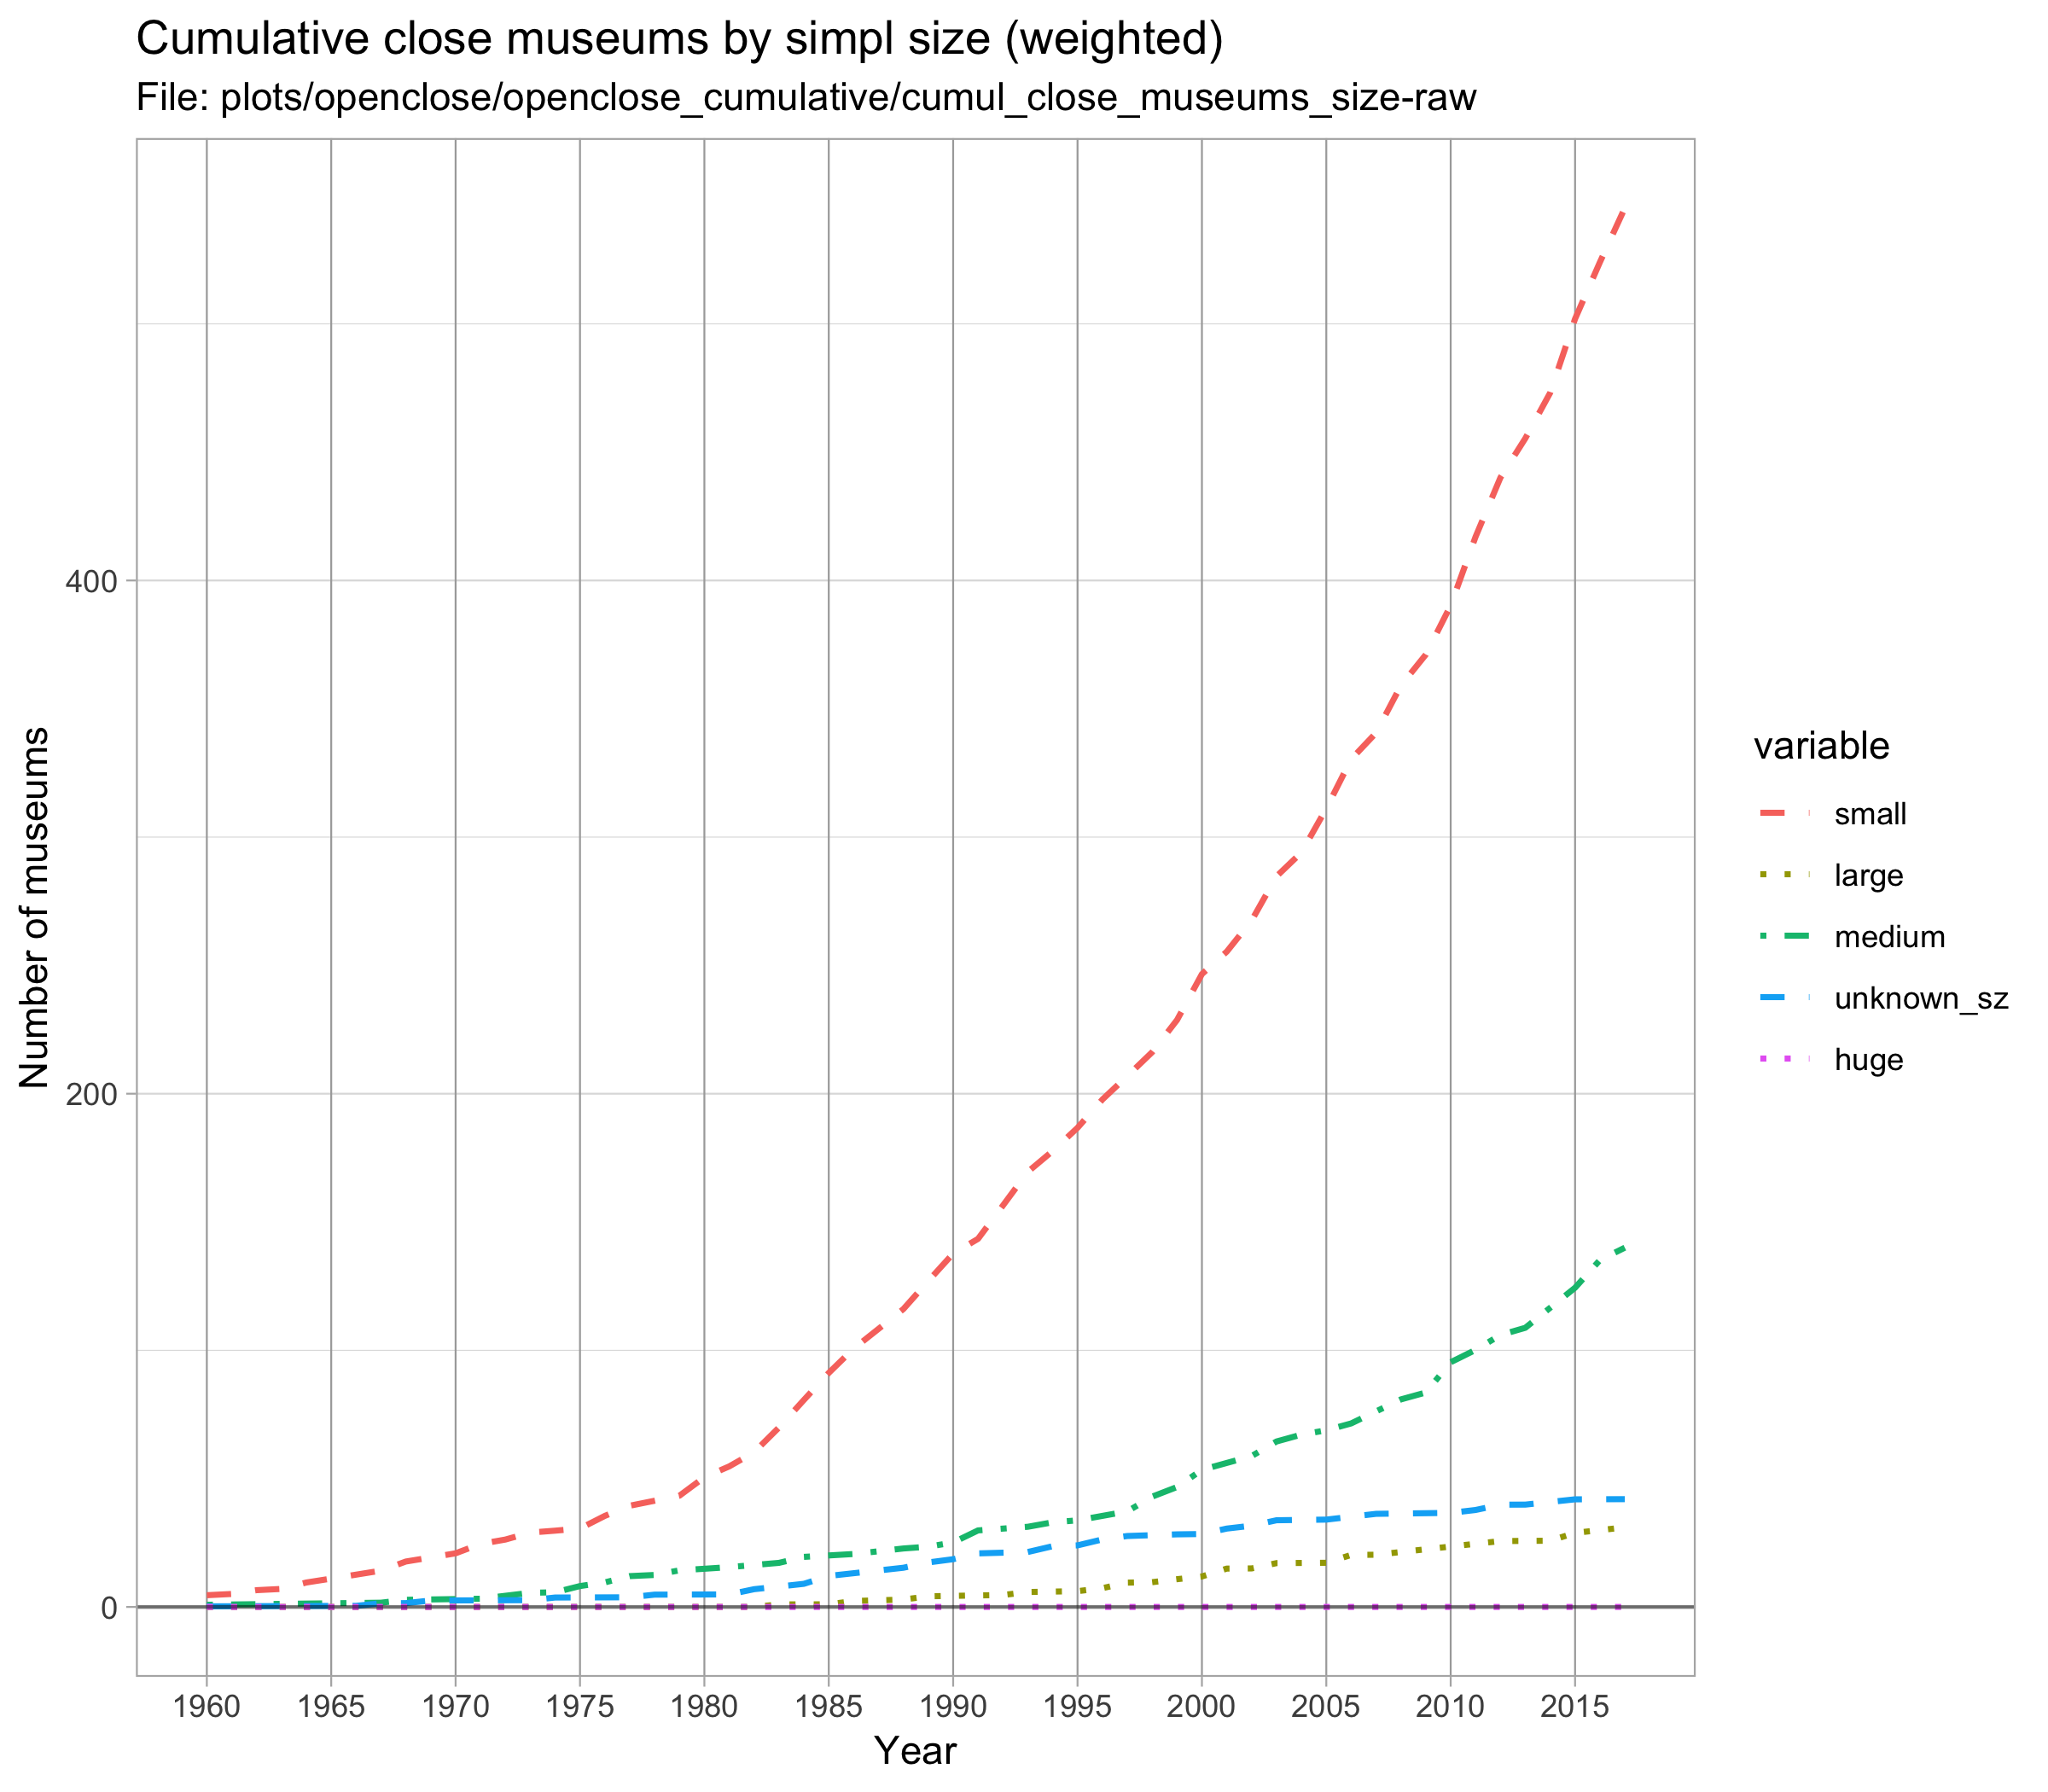 Cumulative close museums by simpl size (weighted)
File: plots/openclose/openclose_cumulative/cumul_close_museums_size-raw
Number of museums
400
200
0
1960 1965 1970 1975 1980 1985 1990 1995 2000 2005 2010 2015
Year
variable
small
large
medium
unknown_sz
huge